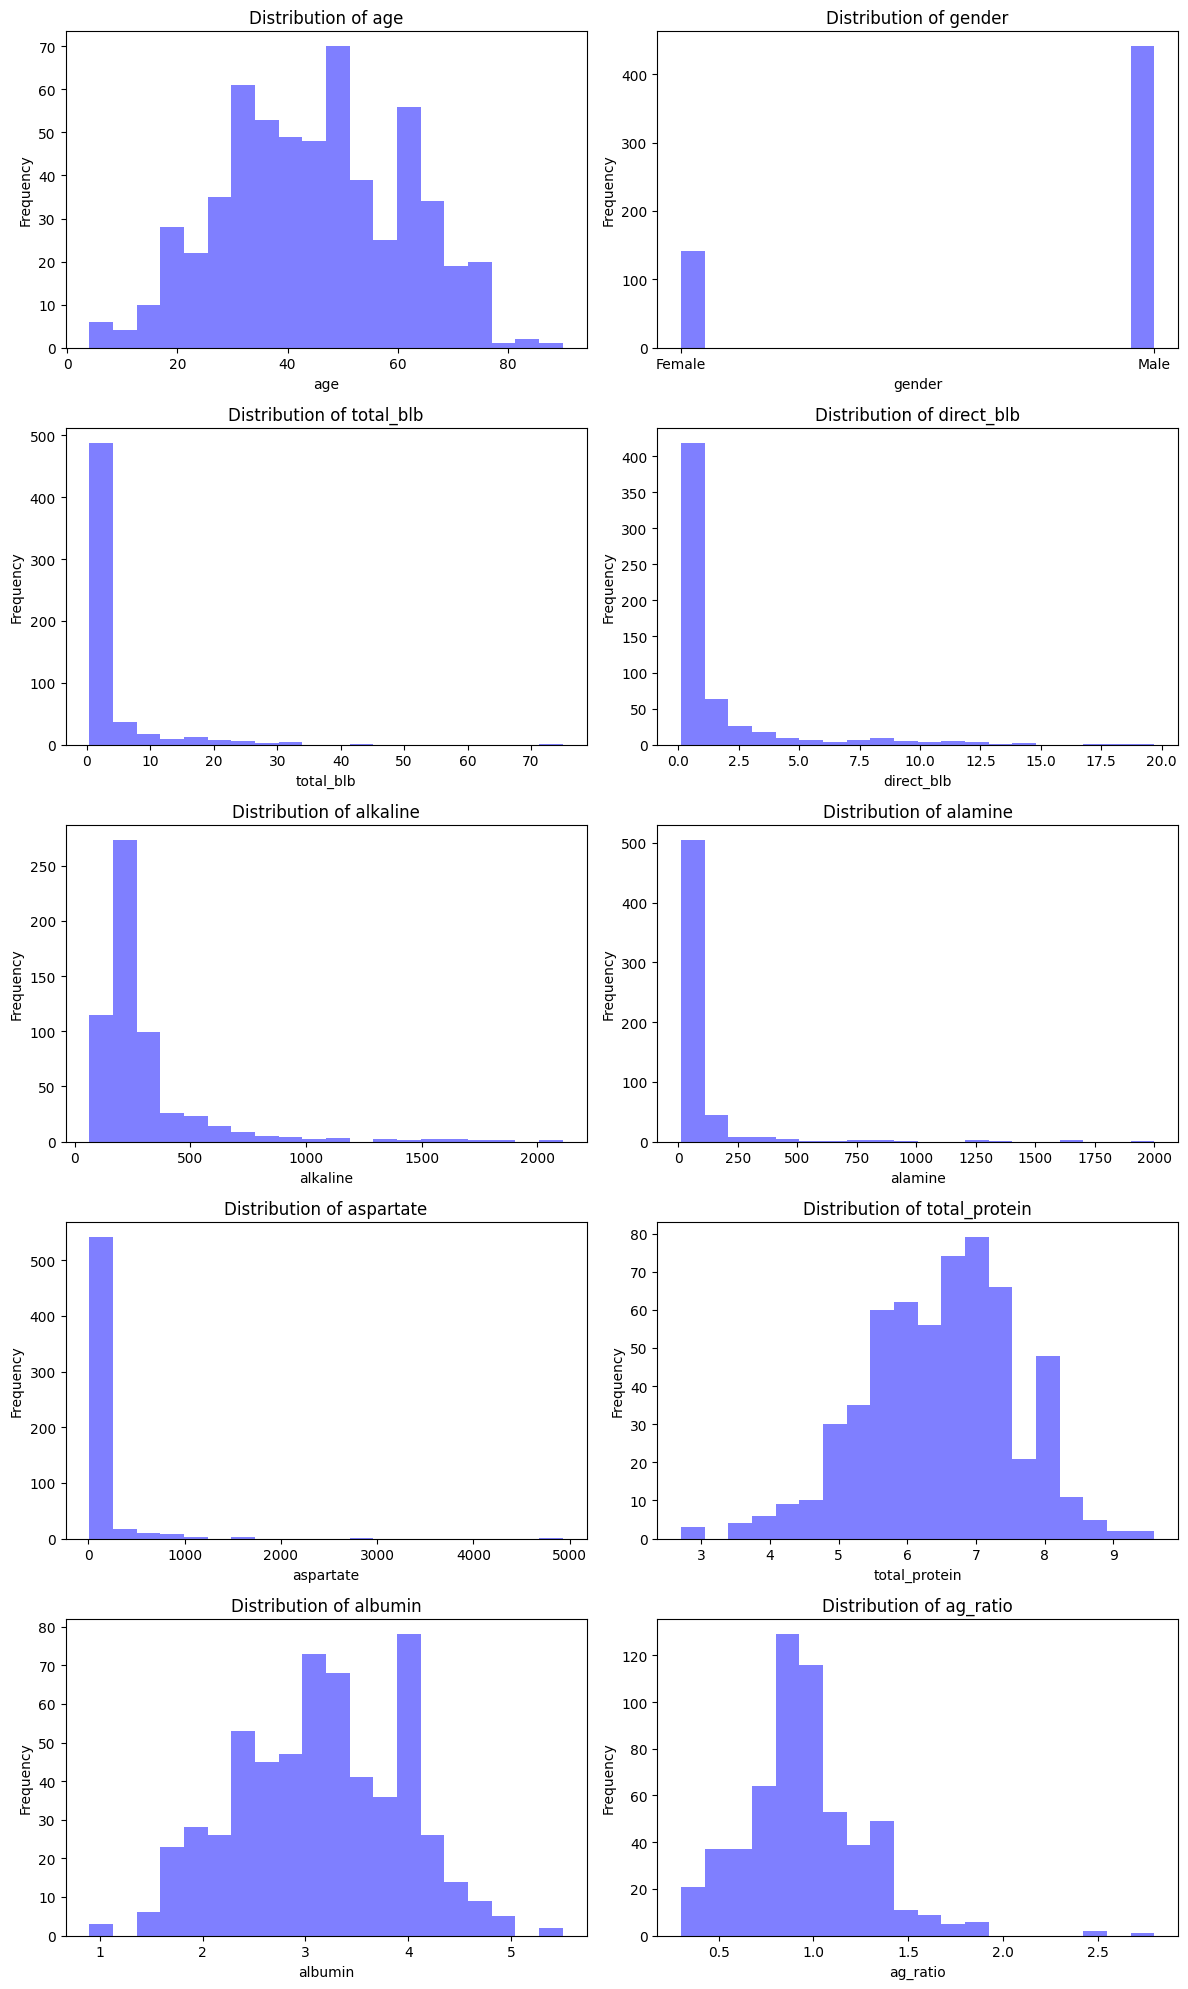 Distribution of age
Distribution of gender
70
60
50
40
30
20
10
0
Frequency
0 20 40 60 80
age
400
300
200
100
0
Frequency
Female Male
gender
Distribution of total_blb
Distribution of direct_blb
500
400
300
200
100
0
Frequency
0 10 20 30 40 50 60 70
total_blb
400
350
300
250
200
150
100
50
0
Frequency
0.0 2.5 5.0 7.5 10.0 12.5 15.0 17.5 20.0
direct_blb
Distribution of alkaline
Distribution of alamine
250
200
150
100
50
0
Frequency
0 500 1000 1500 2000
alkaline
500
400
300
200
100
0
Frequency
0 250 500 750 1000 1250 1500 1750 2000
alamine
Distribution of aspartate
Distribution of total_protein
500
400
300
200
100
0
Frequency
0 1000 2000 3000 4000 5000
aspartate
80
70
60
50
40
30
20
10
0
Frequency
3 4 5 6 7 8 9
total_protein
Distribution of albumin
Distribution of ag_ratio
80
70
60
50
40
30
20
10
0
Frequency
1 2 3 4 5
albumin
120
100
80
60
40
20
0
Frequency
0.5 1.0 1.5 2.0 2.5
ag_ratio